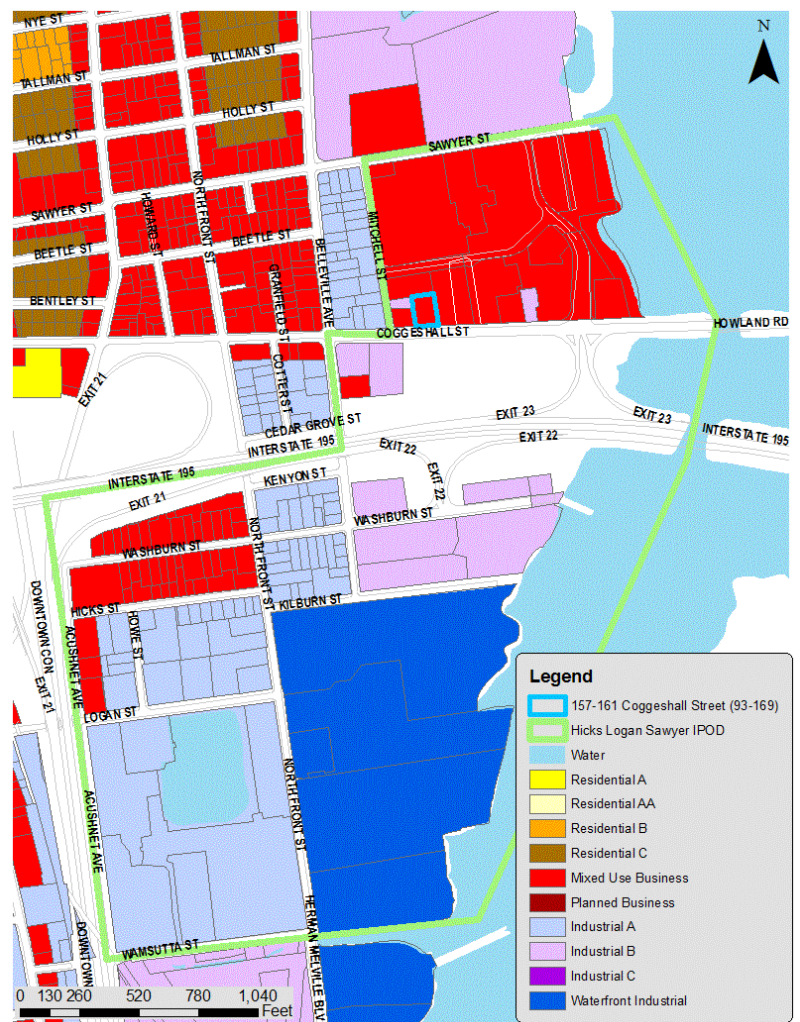 NYE ST
N
TALLMAN ST
TALLMAN ST
HOLLY ST
HOLLY ST
SAWYER ST
HOWARD ST
NORTH FRONT ST
SAWYER ST
BEETLE ST
BEETLE ST
BELLEVILLE AVE
MITCHELL ST
GRANFIELD ST
BENTLEY ST
COGGESHALL ST
HOWLAND RD
EXIT 21
COTTER ST
CEDAR GROVE ST
EXIT 23
EXIT 23
INTERSTATE 195
INTERSTATE 195
EXIT 22
EXIT 22
EXIT 22
INTERSTATE 195
EXIT 21
KENYON ST
WASHBURN ST
WASHBURN ST
NORTH FRONT ST
DOWNTOWN CON
HICKS ST
KILBURN ST
HOWE ST
ACUSHNET AVE
EXIT 21
LOGAN ST
NORTH FRONT ST
ACUSHNET AVE
HERMAN MELVILLE BLV
WAMSUTTA ST
DOWNTOWN
0 130 260 520 780 1,040
Feet
Legend
157-161 Coggeshall Street (93-169)
Hicks Logan Sawyer IPOD
Water
Residential A
Residential AA
Residential B
Residential C
Mixed Use Business
Planned Business
Industrial A
Industrial B
Industrial C
Waterfront Industrial